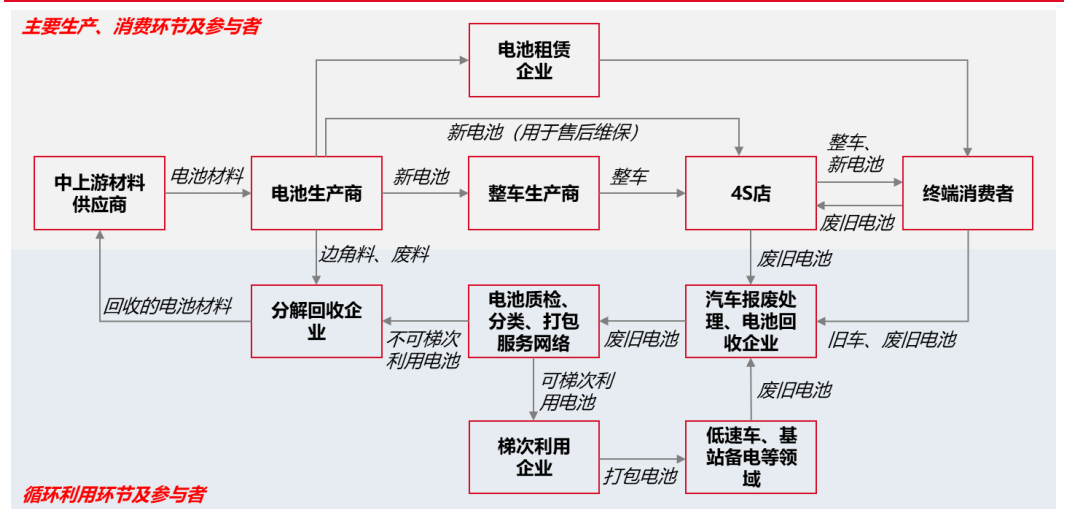 主要生产、消费环节及参与者
电池租赁
企业
新电池（用于售后维保）
中上游材料
供应商
电池材料
电池生产商
新电池
整车生产商
整车
4S店
整车、
新电池
废旧电池
终端消费者
边角料、废料
废旧电池
回收的电池材料
分解回收企
业
不可梯次
利用电池
电池质检、
分类、打包
服务网络
废旧电池
汽车报废处
理、电池回
收企业
旧车、废旧电池
可梯次利
用电池
废旧电池
梯次利用
企业
打包电池
低速车、基
站备电等领
域
循环利用环节及参与者